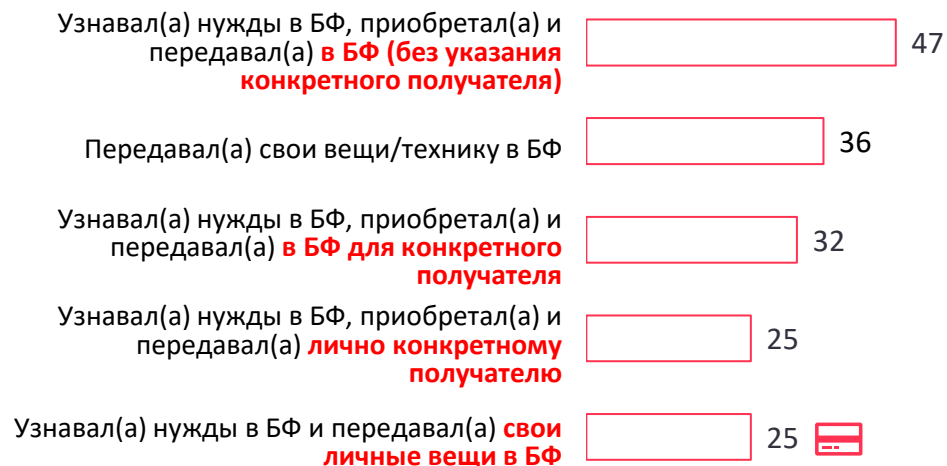 Узнавал(а) нужды в БФ, приобретал(а) и
передавал(а) в БФ (без указания
конкретного получателя)
47
Передавал(а) свои вещи/технику в БФ
36
Узнавал(а) нужды в БФ, приобретал(а) и
передавал(а) в БФ для конкретного
получателя
32
Узнавал(а) нужды в БФ, приобретал(а) и
передавал(а) лично конкретному
получателю
25
Узнавал(а) нужды в БФ и передавал(а) свои
личные вещи в БФ
25